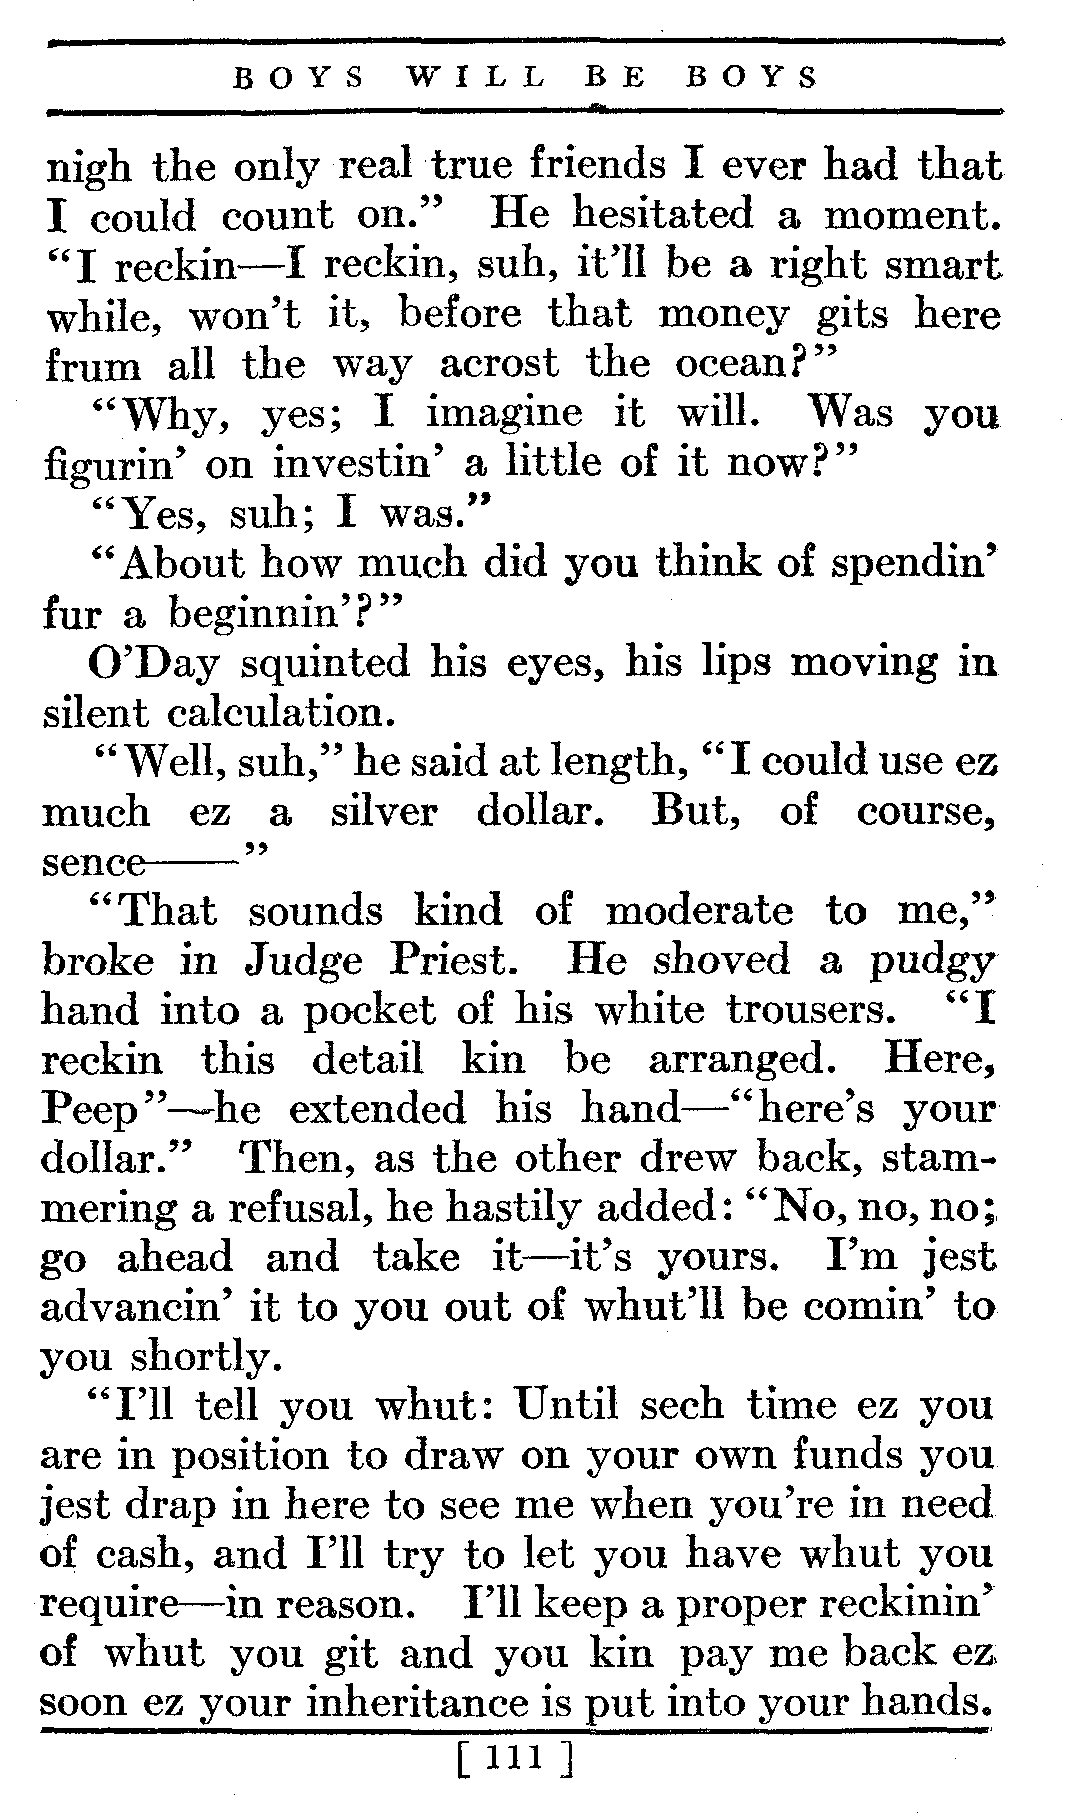 BOYS WILL BE BOYS
nigh the only real true friends I ever had that
I could count on.” He hesitated a moment.
“I reckin—I reckin, suh, it’ll be a right smart
while, won’t it, before that money gits here
frum all the way acrost the ocean?”
“Why, yes; I imagine it will. Was you
figurin’ on investin’ a little of it now?”
“Yes, suh; I was.”
“About how much did you think of spendin’
fur a beginnin’?”
O’Day squinted his eyes, his lips moving in
silent calculation.
“Well, suh,” he said at length, “I could use ez
much ez a silver dollar. But, of course,
sence——”
“That sounds kind of moderate to me,”
broke in Judge Priest. He shoved a pudgy
hand into a pocket of his white trousers. “I
reckin this detail kin be arranged. Here,
Peep”—he extended his hand—“here’s your
dollar.” Then, as the other drew back, stam-
mering a refusal, he hastily added: “No, no, no;
go ahead and take it—it’s yours. I’m jest
advancin’ it to you out of whut’ll be comin’ to
you shortly.
“I’ll tell you whut: Until sech time ez you
are in position to draw on your own funds you
jest drap in here to see me when you’re in need
of cash, and I’ll try to let you have whut you
require—in reason. I’ll keep a proper reckinin’
of whut you git and you kin pay me back ez
soon ez your inheritance is put into your hands.
[ 111 ]